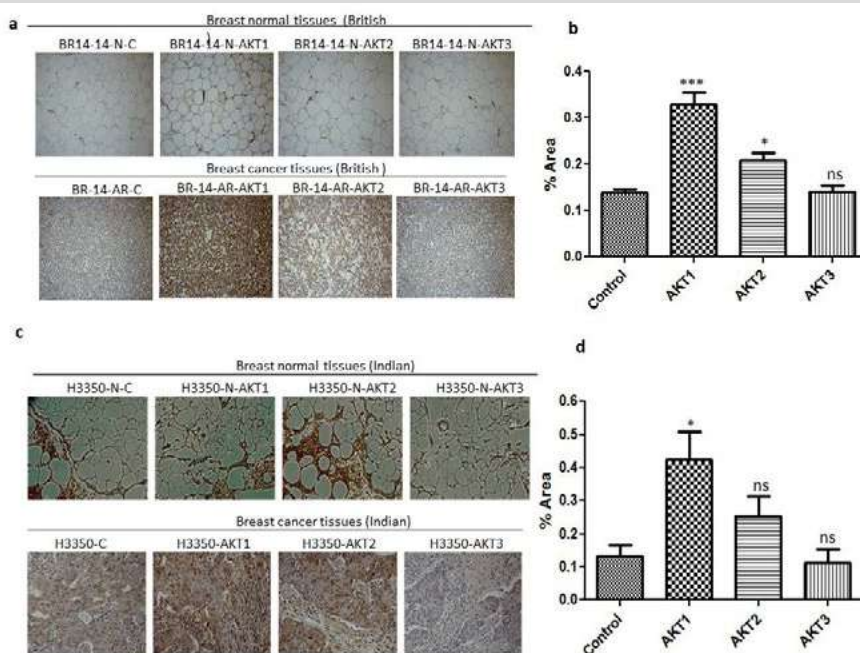 a
Breast normal tissues (British
)
BR14-14-N-C BR14-14-N-AKT1 BR14-14-N-AKT2 BR14-14-N-AKT3
Breast cancer tissues (British )
BR-14-AR-C BR-14-AR-AKT1 BR-14-AR-AKT2 BR-14-AR-AKT3
b
% Area
0.4
0.3
0.2
0.1
0.0
***
*
ns
Control AKT1 AKT2 AKT3
c
Breast normal tissues (Indian)
H3350-N-C H3350-N-AKT1 H3350-N-AKT2 H3350-N-AKT3
Breast cancer tissues (Indian)
H3350-C H3350-AKT1 H3350-AKT2 H3350-AKT3
d
% Area
0.6
0.5
0.4
0.3
0.2
0.1
0.0
*
ns
ns
Control AKT1 AKT2 AKT3